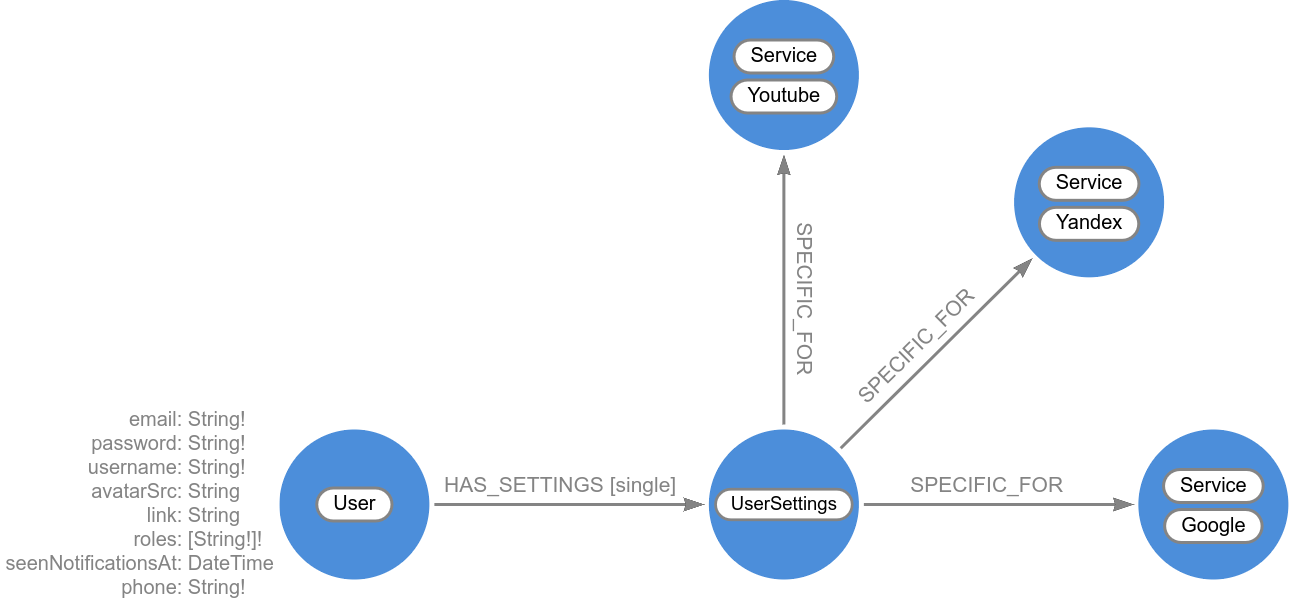 Service
Youtube
Service
Yandex
SPECIFIC_FOR
SPECIFIC_FOR
email: String!
password: String!
username: String!
avatarSrc: String
link: String
roles: [String!]!
seenNotificationsAt: DateTime
phone: String!
User
HAS_SETTINGS [single]
UserSettings
SPECIFIC_FOR
Service
Google